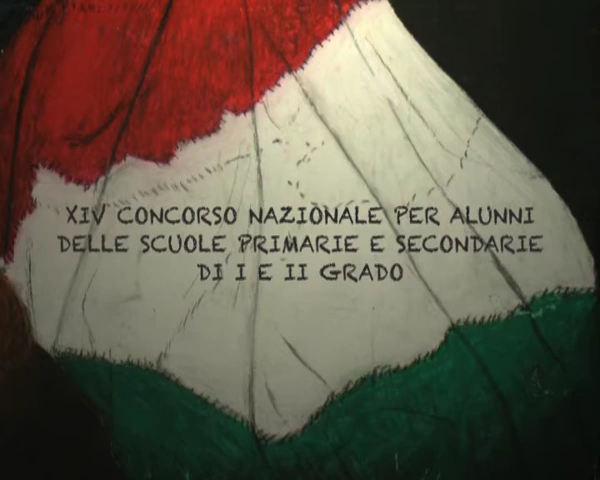 XIV CONCORSO NAZIONALE PER ALUNNI
DELLE SCUOLE PRIMARIE E SECONDARIE
DI I E II GRADO